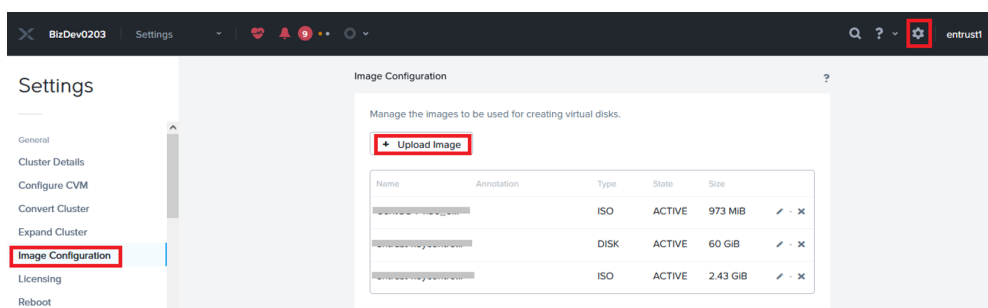 BizDev0203 Settings 9 ? entrust1
Settings
General
Cluster Details
Configure CVM
Convert Cluster
Expand Cluster
Image Configuration
Licensing
Reboot
Image Configuration ?
Manage the images to be used for creating virtual disks.
+ Upload Image
Name Annotation Type State Size
ISO ACTIVE 973 MiB
DISK ACTIVE 60 GiB
ISO ACTIVE 2.43 GiB